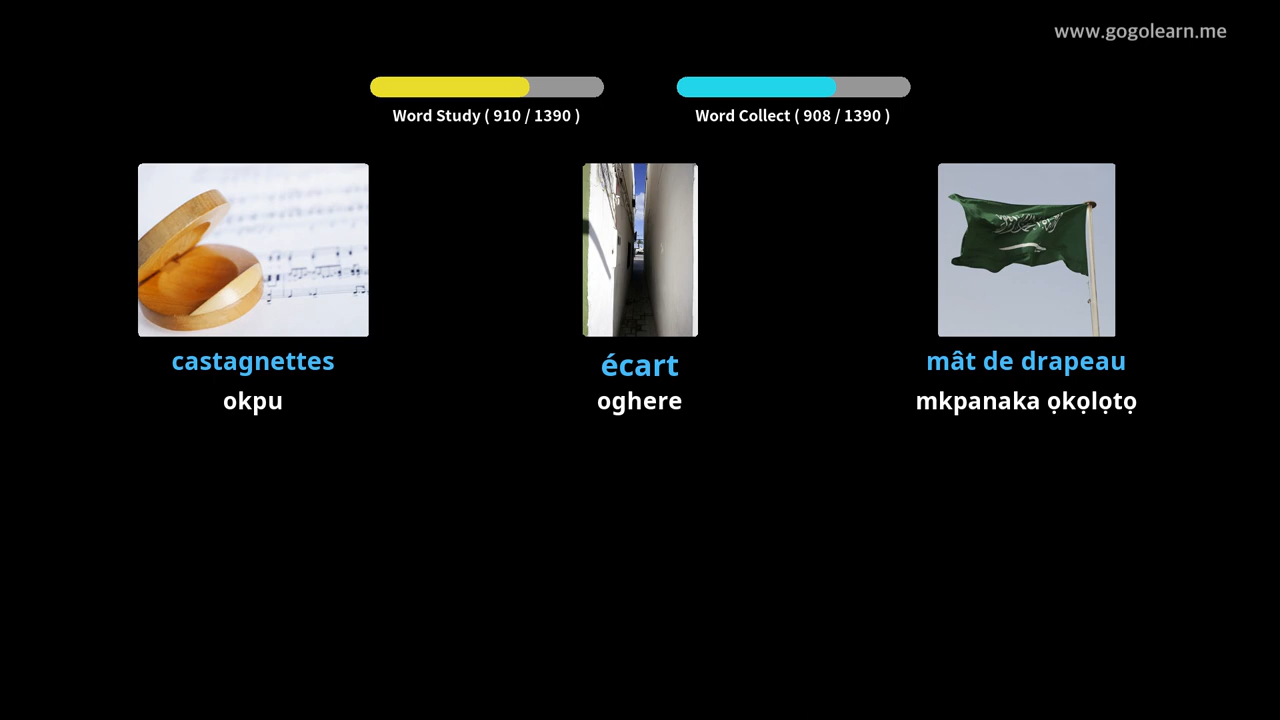 www.gogolearn.me
Word Study ( 910 / 1390 )
Word Collect ( 908 / 1390 )
castagnettes
okpu
écart
oghere
mât de drapeau
mkpanaka ọkọlọtọ